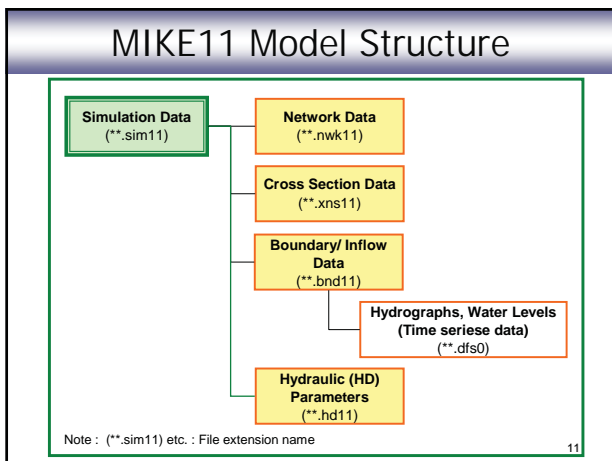 MIKE11 Model Structure
Simulation Data
(**.sim11)
Network Data
(**.nwk11)
Cross Section Data
(**.xns11)
Boundary/ Inflow
Data
(**.bnd11)
Hydrographs, Water Levels
(Time seriese data)
(**.dfs0)
Hydraulic (HD)
Parameters
(**.hd11)
Note : (**.sim11) etc. : File extension name
11